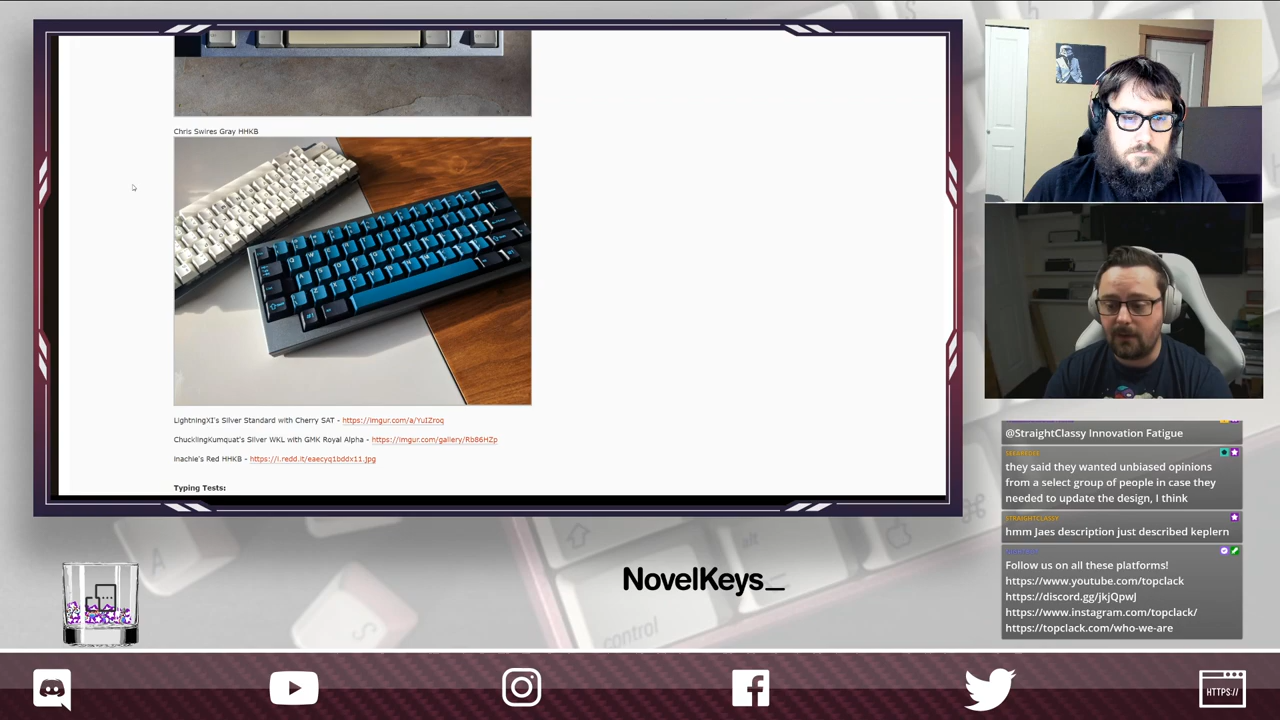 Chris Swires Gray HHKB
LightningXI's Silver Standard with Cherry SAT - https://imgur.com/a/YuIZroq
ChucklingKumquat's Silver WKL with GMK Royal Alpha - https://imgur.com/gallery/Rb86HZp
Inachie's Red HHKB - https://i.redd.it/eaecyq1bddx11.jpg
Typing Tests:
@StraightClassy Innovation Fatigue
they said they wanted unbiased opinions
from a select group of people in case they
needed to update the design, I think
STRAIGHTCLASSY
hmm Jaes description just described keplern
Follow us on all these platforms!
https://www.youtube.com/topclack
https://discord.gg/jkjQpwJ
https://www.instagram.com/topclack/
https://topclack.com/who-we-are
NovelKeys_
alt
control
HTTPS://